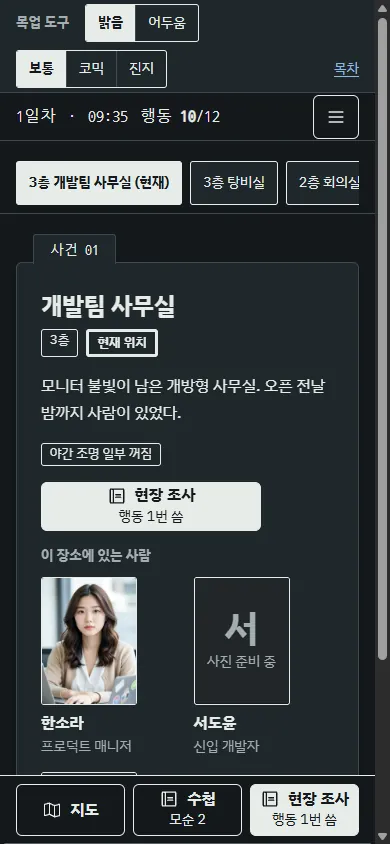 목업 도구 밝음 어두움
보통 코믹 진지 목차
1일차 · 09:35 행동 10/12
3층 개발팀 사무실 (현재) 3층 탕비실 2층 회의실
사건 01
개발팀 사무실
3층 현재 위치
모니터 불빛이 남은 개방형 사무실. 오픈 전날
밤까지 사람이 있었다.
야간 조명 일부 꺼짐
현장 조사
행동 1번 씀
이 장소에 있는 사람
서
사진 준비 중
한소라 서도윤
프로덕트 매니저 신입 개발자
지도 수첩 현장 조사
모순 2 행동 1번 씀